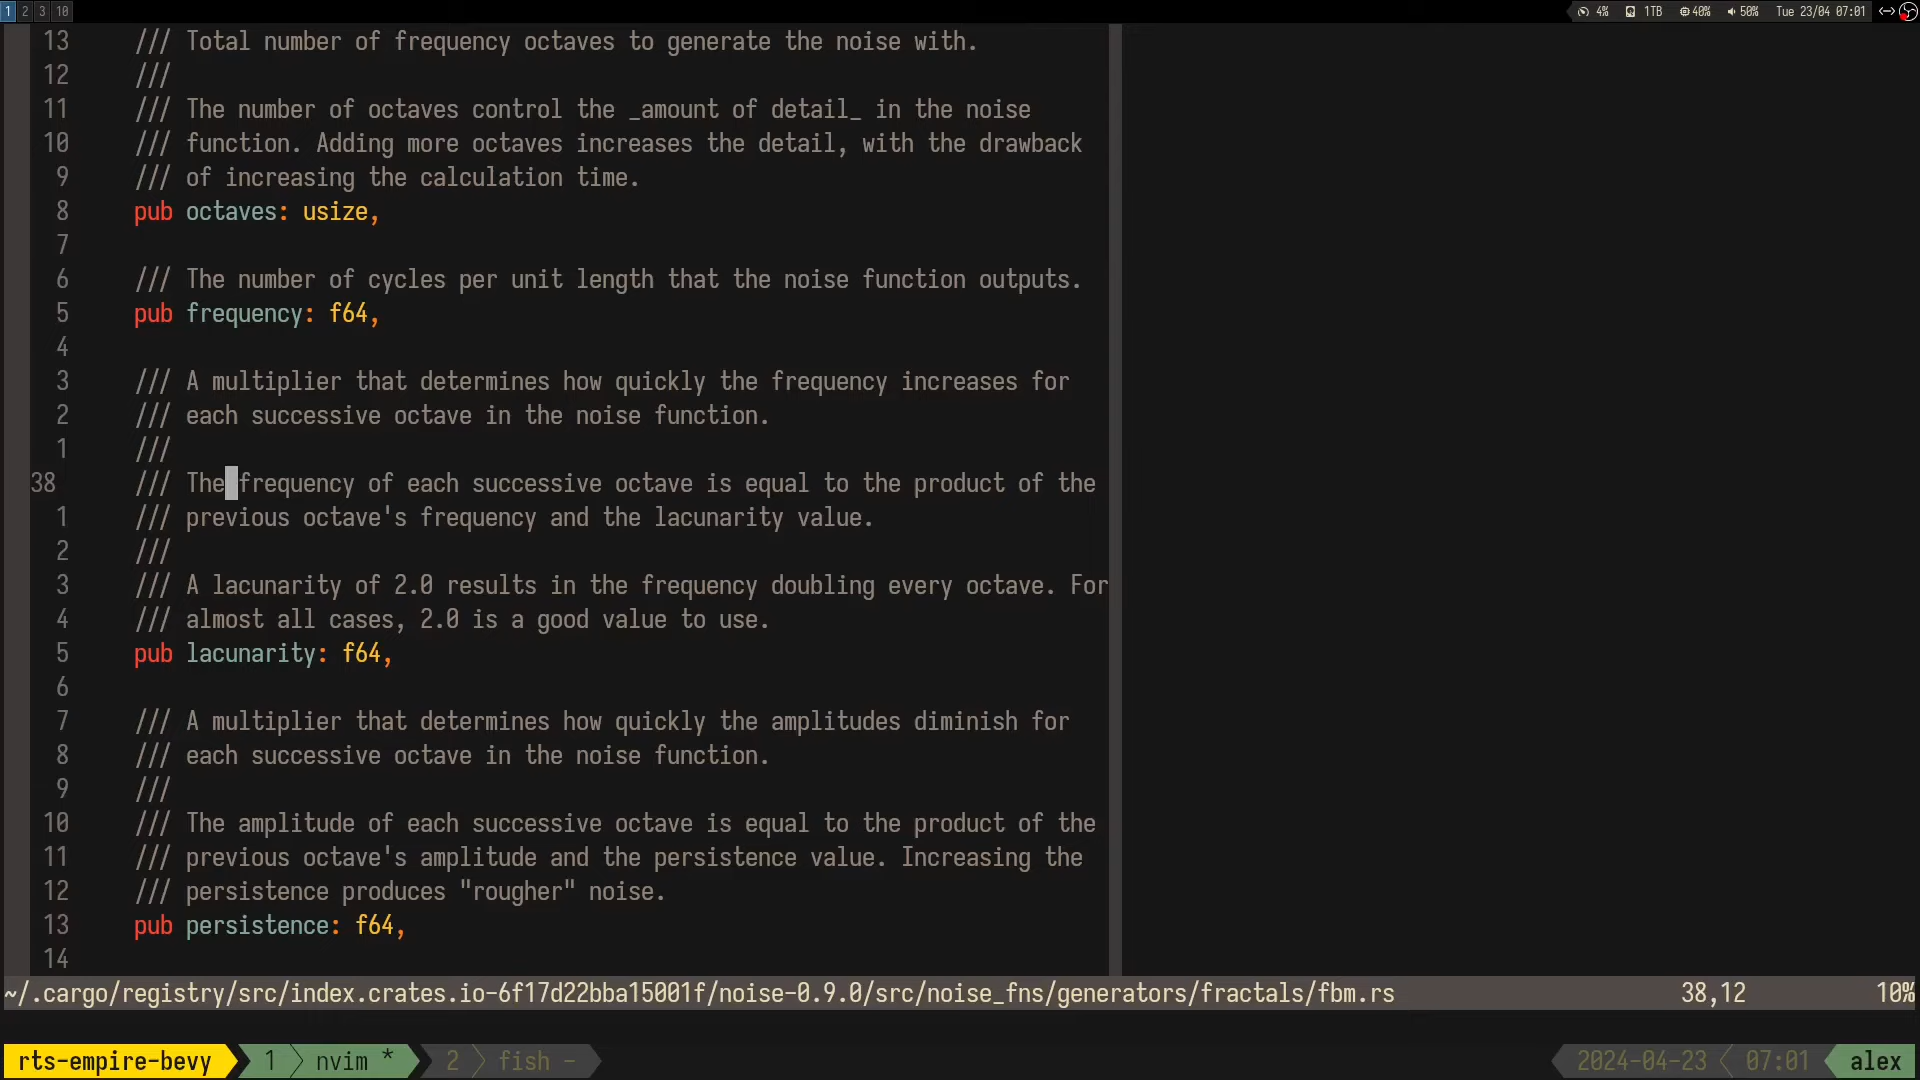 1 2 3 10 4% 1TB 40% 50% Tue 23/04 07:01
13 /// Total number of frequency octaves to generate the noise with.
12 ///
11 /// The number of octaves control the _amount of detail_ in the noise
10 /// function. Adding more octaves increases the detail, with the drawback
9 /// of increasing the calculation time.
8 pub octaves: usize,
7
6 /// The number of cycles per unit length that the noise function outputs.
5 pub frequency: f64,
4
3 /// A multiplier that determines how quickly the frequency increases for
2 /// each successive octave in the noise function.
1 ///
38 /// The frequency of each successive octave is equal to the product of the
1 /// previous octave's frequency and the lacunarity value.
2 ///
3 /// A lacunarity of 2.0 results in the frequency doubling every octave. For
4 /// almost all cases, 2.0 is a good value to use.
5 pub lacunarity: f64,
6
7 /// A multiplier that determines how quickly the amplitudes diminish for
8 /// each successive octave in the noise function.
9 ///
10 /// The amplitude of each successive octave is equal to the product of the
11 /// previous octave's amplitude and the persistence value. Increasing the
12 /// persistence produces "rougher" noise.
13 pub persistence: f64,
14
~/.cargo/registry/src/index.crates.io-6f17d22bba15001f/noise-0.9.0/src/noise_fns/generators/fractals/fbm.rs 38,12 10%
rts-empire-bevy 1 nvim * 2 fish - 2024-04-23 07:01 alex